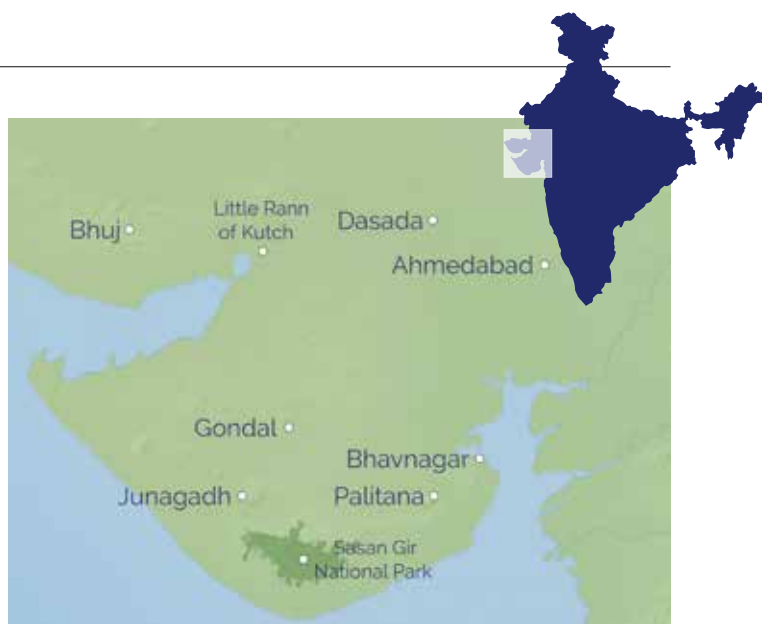 Little Rann
of Kutch
Dasada
Bhuj
Ahmedabad
Gondal
Bhavnagar
Junagadh
Palitana
Sasan Gir
National Park